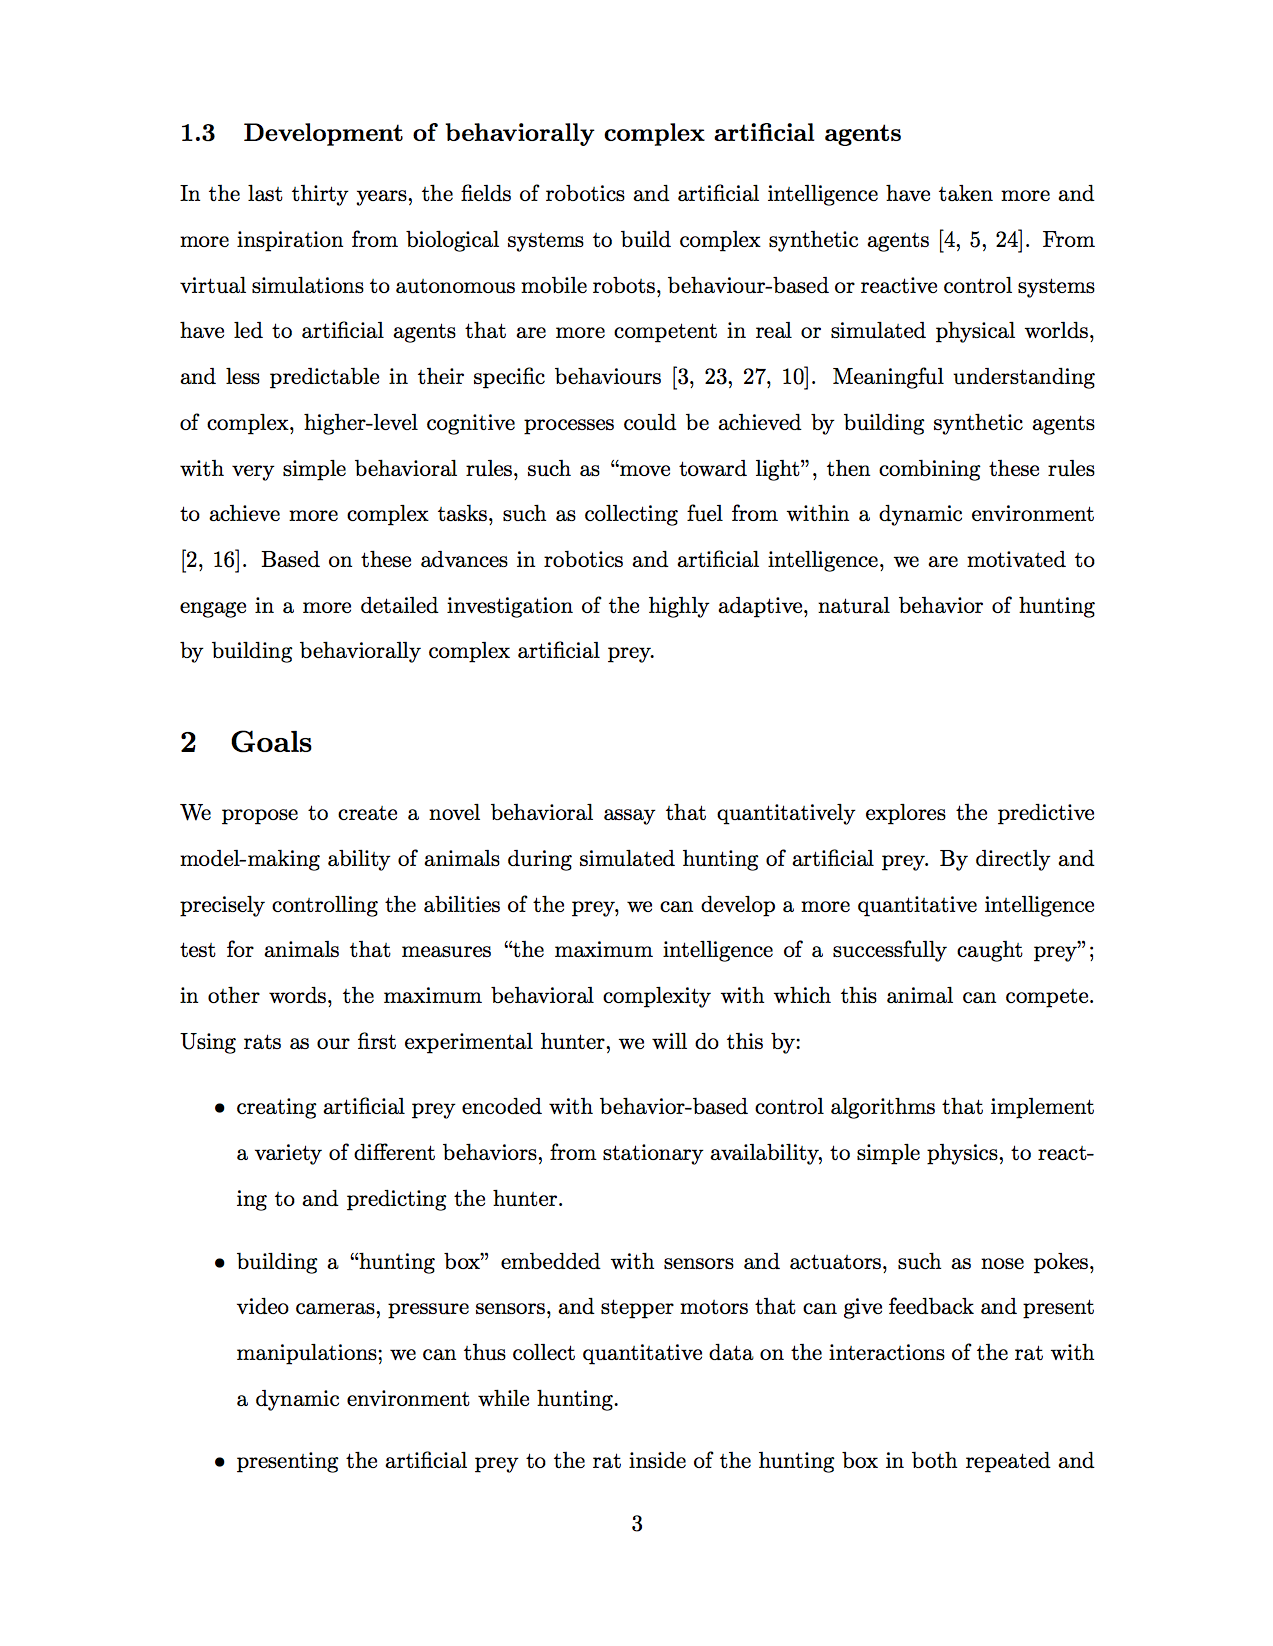 1.3 Development of behaviorally complex artificial agents
In the last thirty years, the fields of robotics and artificial intelligence have taken more and
more inspiration from biological systems to build complex synthetic agents [4, 5, 24]. From
virtual simulations to autonomous mobile robots, behaviour-based or reactive control systems
have led to artificial agents that are more competent in real or simulated physical worlds,
and less predictable in their specific behaviours [3, 23, 27, 10]. Meaningful understanding
of complex, higher-level cognitive processes could be achieved by building synthetic agents
with very simple behavioral rules, such as “move toward light”, then combining these rules
to achieve more complex tasks, such as collecting fuel from within a dynamic environment
[2, 16]. Based on these advances in robotics and artificial intelligence, we are motivated to
engage in a more detailed investigation of the highly adaptive, natural behavior of hunting
by building behaviorally complex artificial prey.
2 Goals
We propose to create a novel behavioral assay that quantitatively explores the predictive
model-making ability of animals during simulated hunting of artificial prey. By directly and
precisely controlling the abilities of the prey, we can develop a more quantitative intelligence
test for animals that measures “the maximum intelligence of a successfully caught prey”;
in other words, the maximum behavioral complexity with which this animal can compete.
Using rats as our first experimental hunter, we will do this by:
• creating artificial prey encoded with behavior-based control algorithms that implement
a variety of different behaviors, from stationary availability, to simple physics, to react-
ing to and predicting the hunter.
• building a “hunting box” embedded with sensors and actuators, such as nose pokes,
video cameras, pressure sensors, and stepper motors that can give feedback and present
manipulations; we can thus collect quantitative data on the interactions of the rat with
a dynamic environment while hunting.
• presenting the artificial prey to the rat inside of the hunting box in both repeated and
3